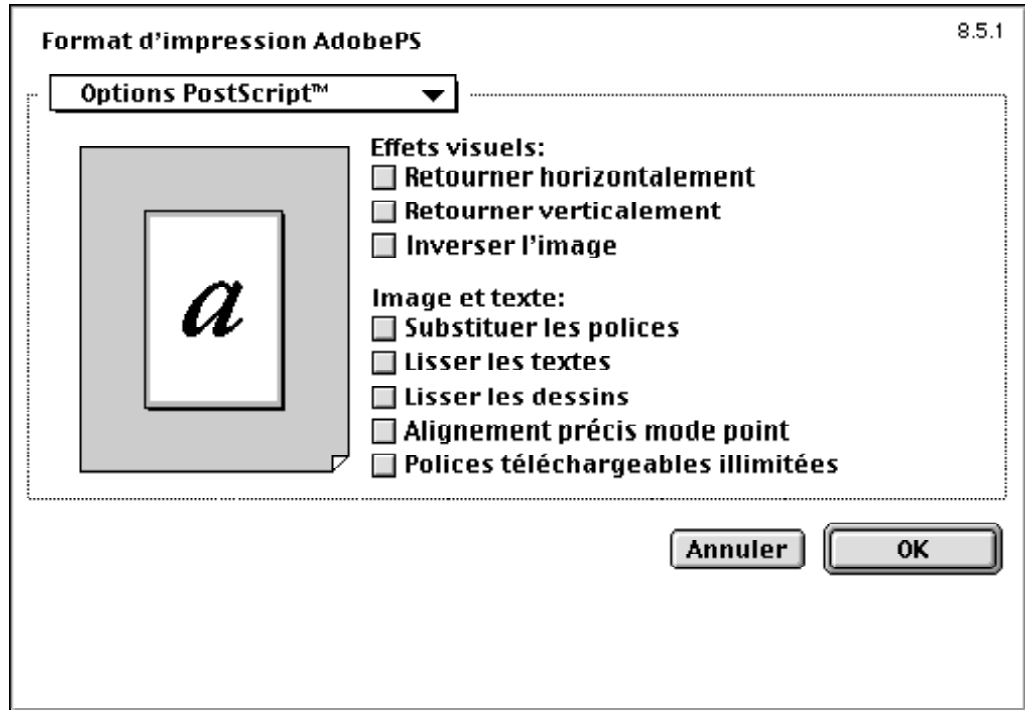 Format d'impression AdobePS
8.5.1
Options PostScript™
Effets visuels:
Retourner horizontalement
Retourner verticalement
Inverser l'image
a
Image et texte:
Substituer les polices
Lisser les textes
Lisser les dessins
Alignement précis mode point
Polices téléchargeables illimitées
Annuler
OK